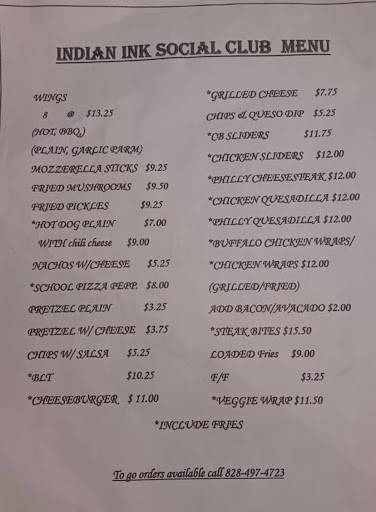 INDIAN INK SOCIAL CLUB MENU
WINGS
8 @ $13.25
(HOT, BBQ,)
(PLAIN, GARLIC PARM)
MOZZERELLA STICKS $9.25
FRIED MUSHROOMS $9.50
FRIED PICKLES $9.25
*HOT DOG PLAIN $7.00
WITH chili cheese $9.00
NACHOS W/CHEESE $5.25
*SCHOOL PIZZA PEPP. $8.00
PRETZEL PLAIN $3.25
PRETZEL W/ CHEESE $3.75
CHIPS W/ SALSA $5.25
*BLT $10.25
*CHEESEBURGER $ 11.00
*GRILLED CHEESE $7.75
CHIPS & QUESO DIP $5.25
*CB SLIDERS $11.75
*CHICKEN SLIDERS $12.00
*PHILLY CHEESESTEAK $12.00
*CHICKEN QUESADILLA $12.00
*PHILLY QUESADILLA $12.00
*BUFFALO CHICKEN WRAPS/
*CHICKEN WRAPS $12.00
(GRILLED/FRIED)
ADD BACON/AVACADO $2.00
*STEAK BITES $15.50
LOADED Fries $9.00
F/F $3.25
*VEGGIE WRAP $11.50
*INCLUDE FRIES
To go orders available call 828-497-4723